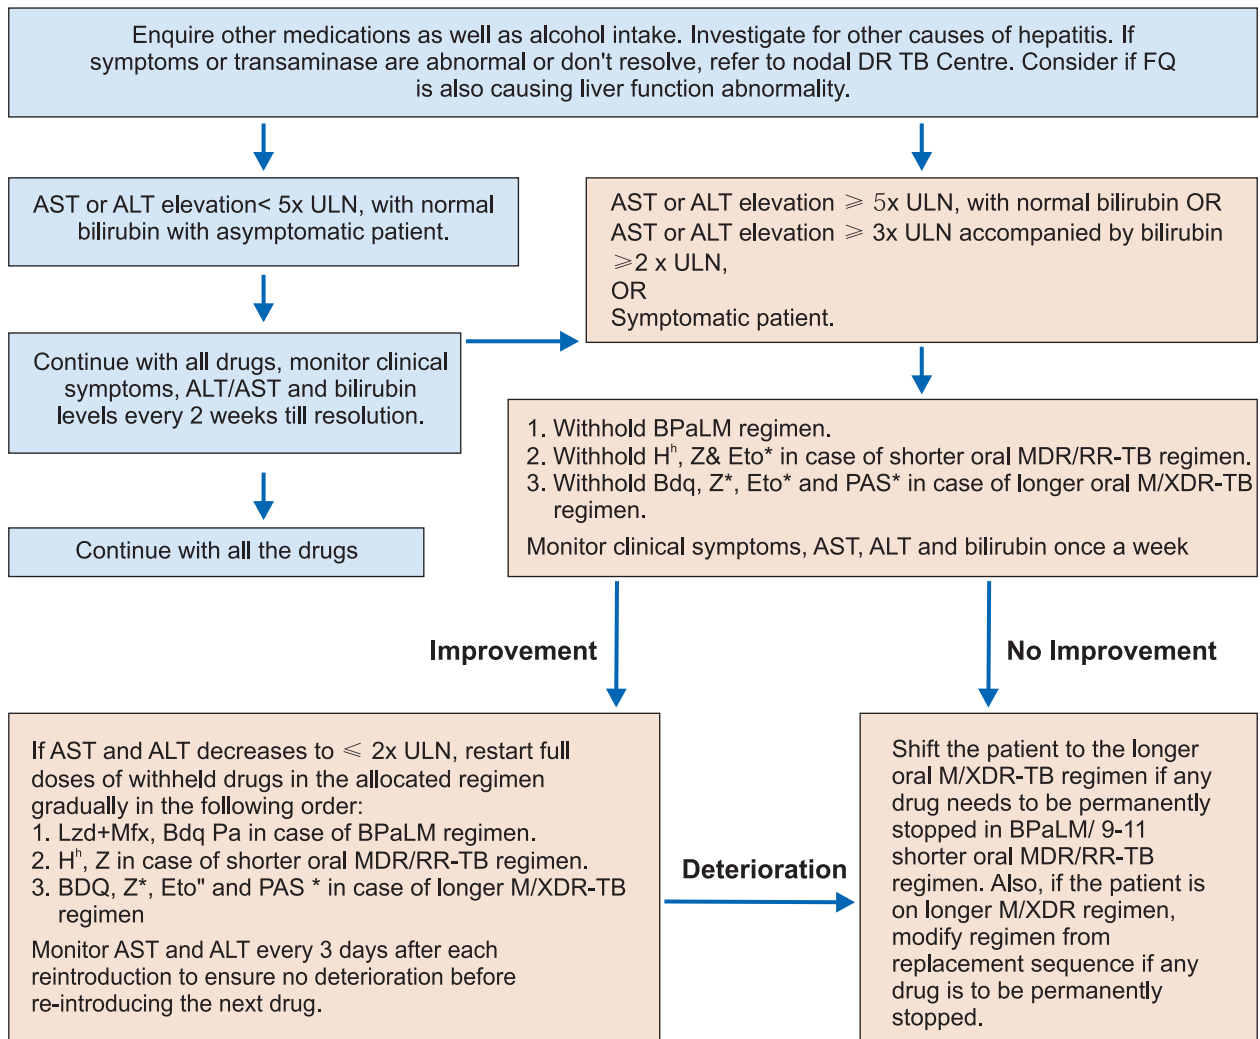 Enquire other medications as well as alcohol intake. Investigate for other causes of hepatitis. If
symptoms or transaminase are abnormal or don't resolve, refer to nodal DR TB Centre. Consider if FQ
is also causing liver function abnormality.
AST or ALT elevation< 5x ULN, with normal
bilirubin with asymptomatic patient.
AST or ALT elevation ⩾ 5x ULN, with normal bilirubin OR
AST or ALT elevation ⩾ 3x ULN accompanied by bilirubin
⩾2 x ULN,
OR
Symptomatic patient.
Continue with all drugs, monitor clinical
symptoms, ALT/AST and bilirubin
levels every 2 weeks till resolution.
1. Withhold BPaLM regimen.
2. Withhold Hʰ, Z& Eto* in case of shorter oral MDR/RR-TB regimen.
3. Withhold Bdq, Z*, Eto* and PAS* in case of longer oral M/XDR-TB
regimen.
Monitor clinical symptoms, AST, ALT and bilirubin once a week
Continue with all the drugs
Improvement
No Improvement
If AST and ALT decreases to ⩽ 2x ULN, restart full
doses of withheld drugs in the allocated regimen
gradually in the following order:
1. Lzd+Mfx, Bdq Pa in case of BPaLM regimen.
2. Hʰ, Z in case of shorter oral MDR/RR-TB regimen.
3. BDQ, Z*, Eto" and PAS * in case of longer M/XDR-TB
regimen
Monitor AST and ALT every 3 days after each
reintroduction to ensure no deterioration before
re-introducing the next drug.
Deterioration
Shift the patient to the longer
oral M/XDR-TB regimen if any
drug needs to be permanently
stopped in BPaLM/ 9-11
shorter oral MDR/RR-TB
regimen. Also, if the patient is
on longer M/XDR regimen,
modify regimen from
replacement sequence if any
drug is to be permanently
stopped.